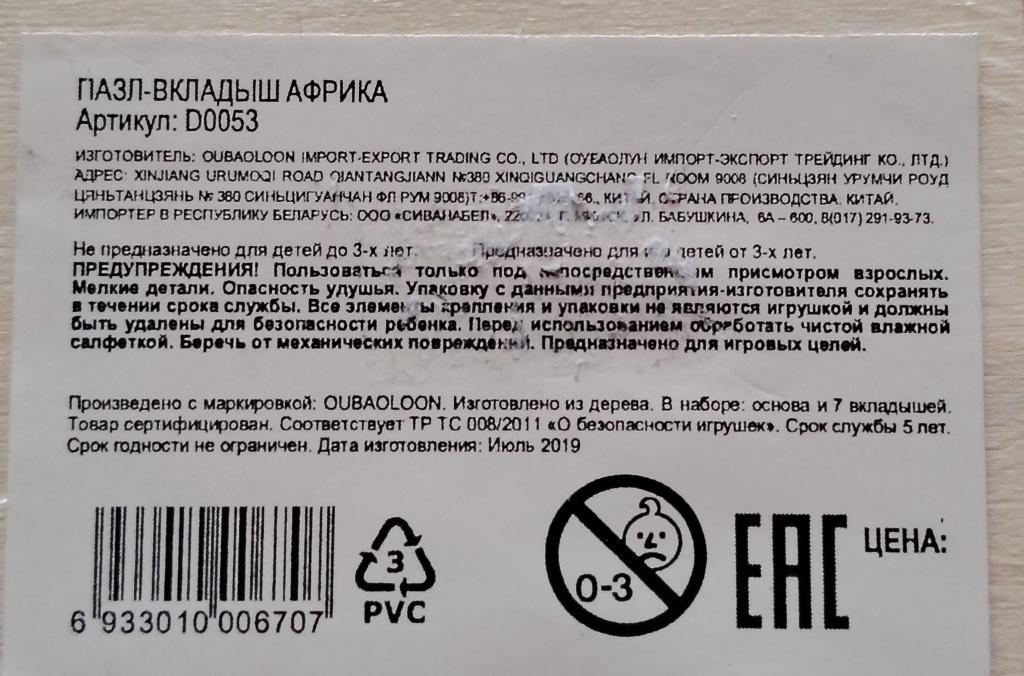 ПАЗЛ-ВКЛАДЫШ АФРИКА
Артикул: D0053
ИЗГОТОВИТЕЛЬ: OUBAOLOON IMPORT-EXPORT TRADING CO., LTD (ОУБАОЛУН ИМПОРТ-ЭКСПОРТ ТРЕЙДИНГ КО., ЛТД.)
АДРЕС: XINJIANG URUMOQI ROAD QIANTANGJIANN №380 XINQIGUANGCHANG FL ROOM 9008 (СИНЬЦЗЯН УРУМЧИ РОУД
ЦЯНЬТАНЦЗЯНЬ № 380 СИНЬЦИГУАНЧАН ФЛ РУМ 9008) КИТАЙ. СТРАНА ПРОИЗВОДСТВА: КИТАЙ.
ИМПОРТЕР В РЕСПУБЛИКУ БЕЛАРУСЬ: ООО «СИВАНАБЕЛ», Г. МИНСК, УЛ. БАБУШКИНА, 6А – 600, 8(017) 291-93-73.
Не предназначено для детей до 3-х лет. Предназначено для детей от 3-х лет.
ПРЕДУПРЕЖДЕНИЯ! Пользоваться только под непосредственным присмотром взрослых.
Мелкие детали. Опасность удушья. Упаковку с данными предприятия-изготовителя сохранять
в течении срока службы. Все элементы крепления и упаковки не являются игрушкой и должны
быть удалены для безопасности ребенка. Перед использованием обработать чистой влажной
салфеткой. Беречь от механических повреждений. Предназначено для игровых целей.
Произведено с маркировкой: OUBAOLOON. Изготовлено из дерева. В наборе: основа и 7 вкладышей.
Товар сертифицирован. Соответствует ТР ТС 008/2011 «О безопасности игрушек». Срок службы 5 лет.
Срок годности не ограничен. Дата изготовления: Июль 2019
6 933010 006707
3
PVC
0-3
EAC
ЦЕНА: